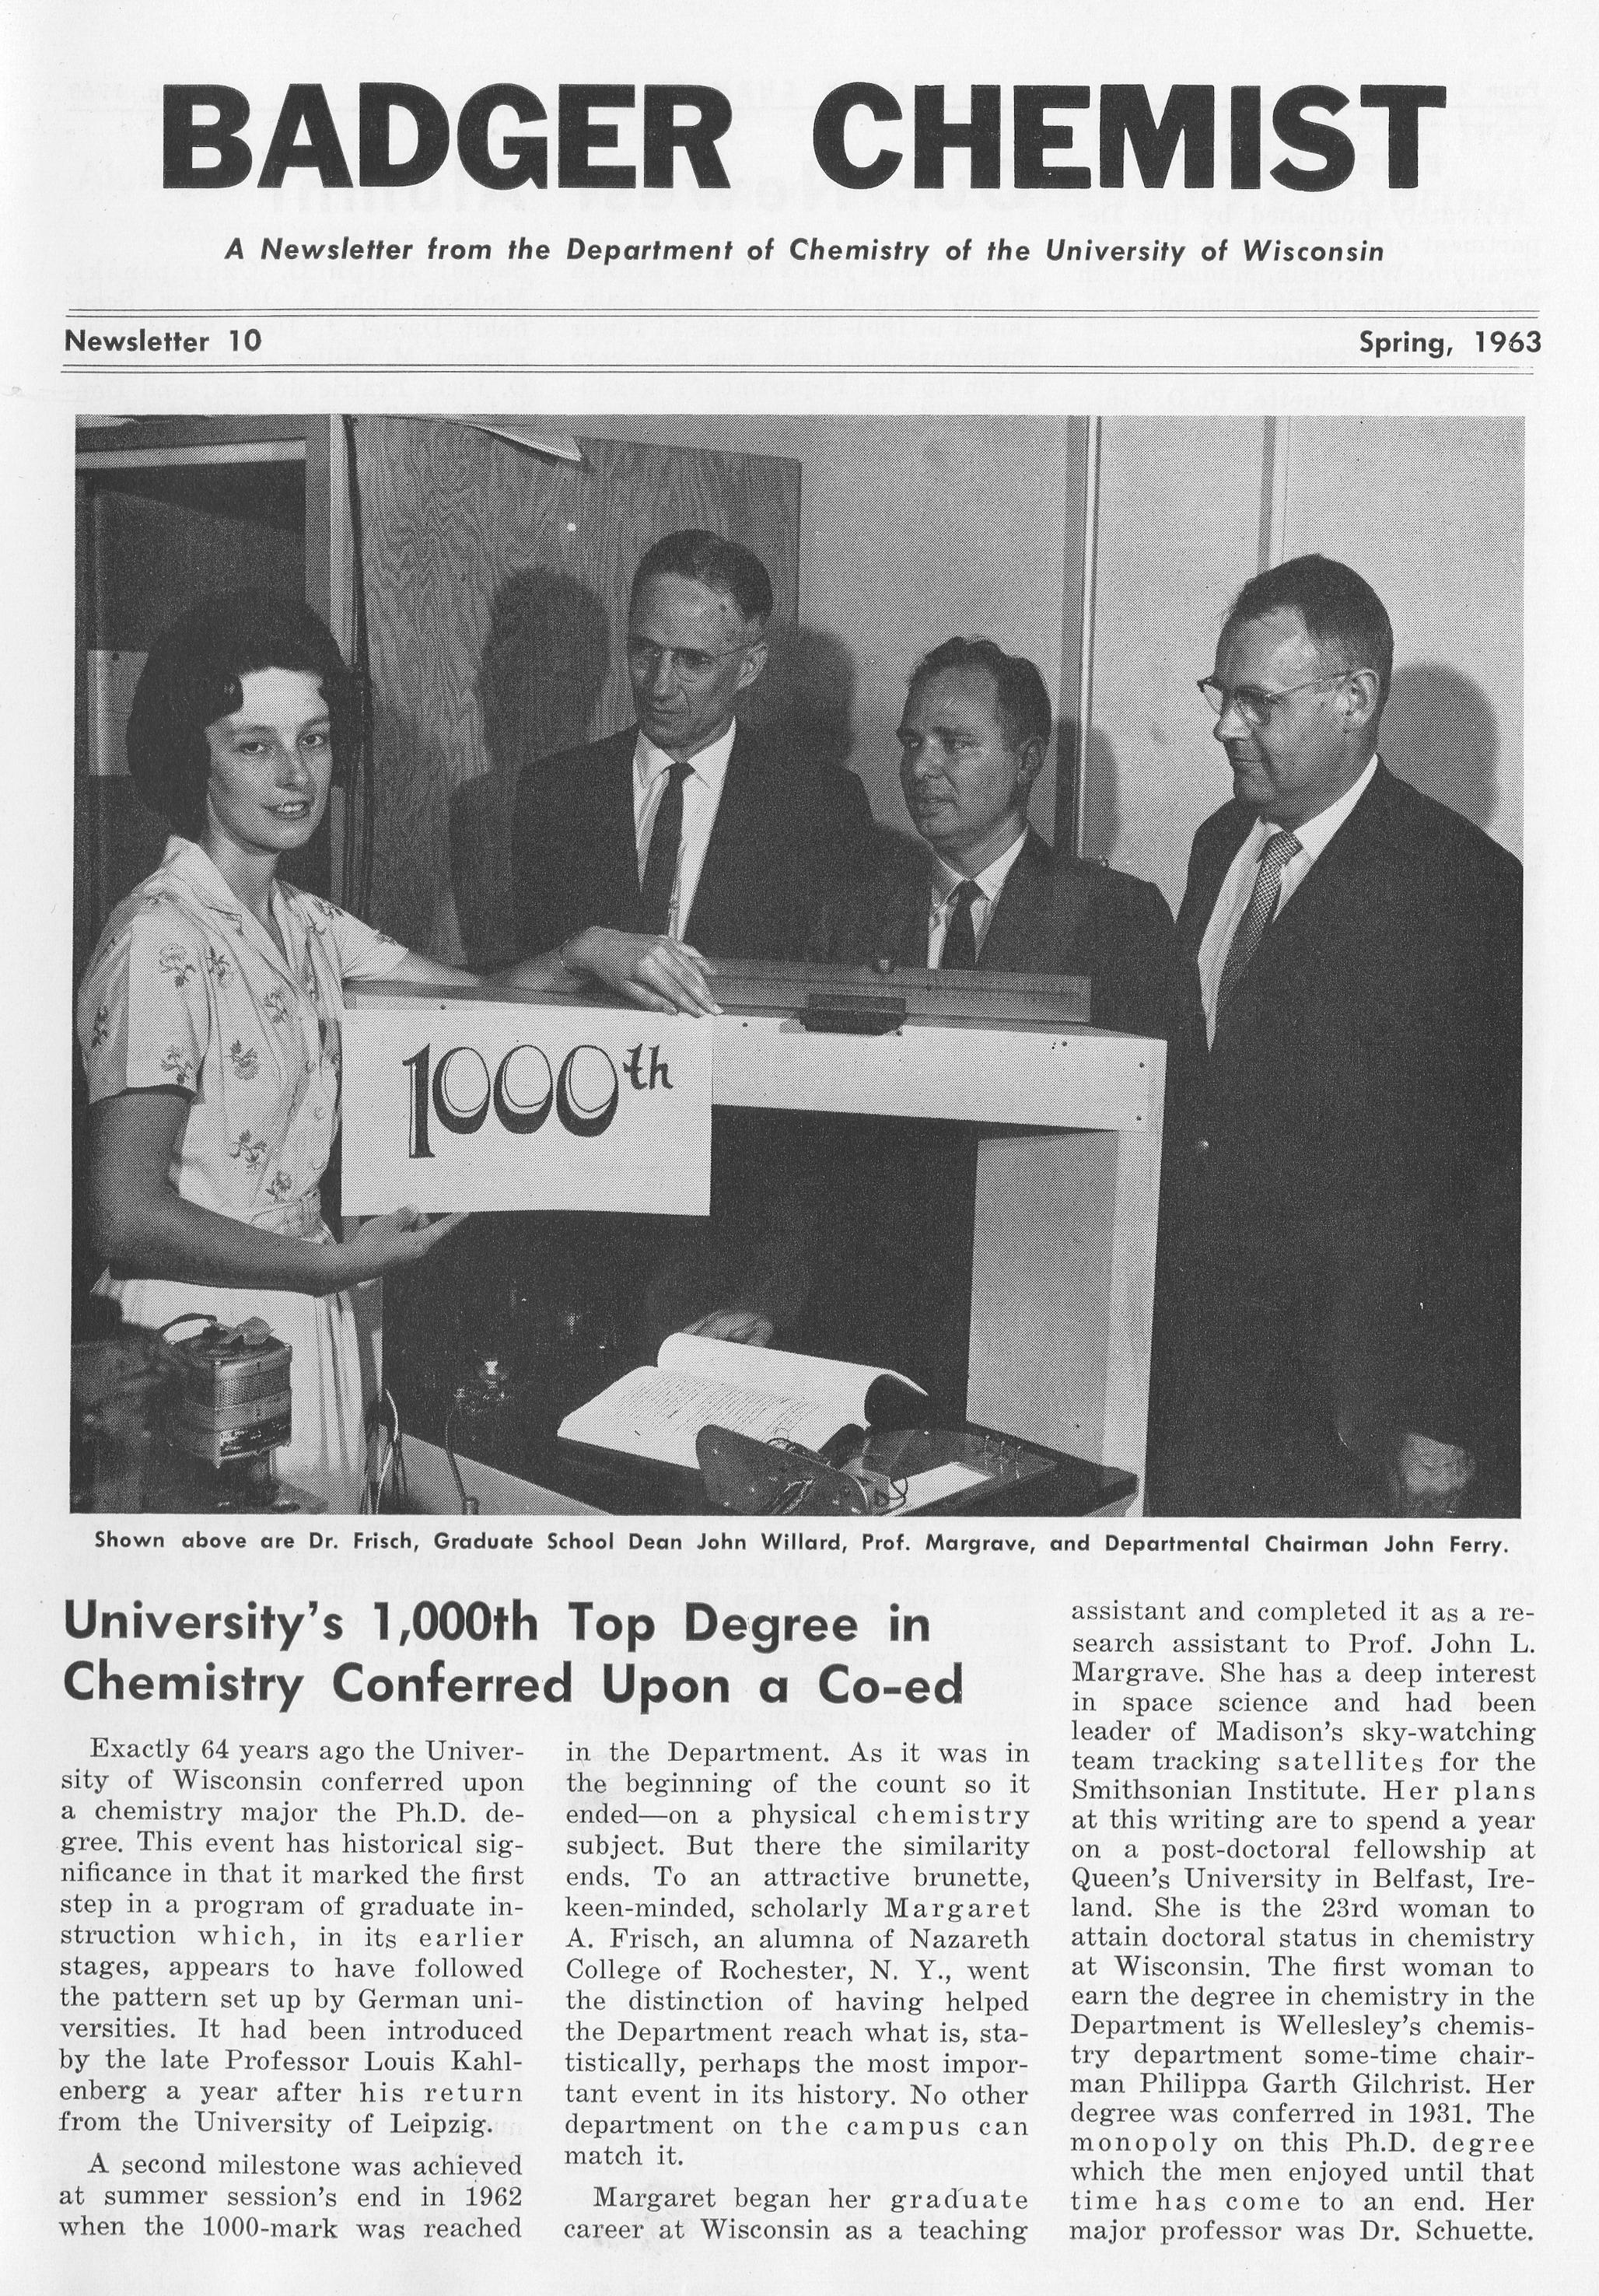 BADGER CHEMIST
A Newsletter from the Department of Chemistry of the University of Wisconsin
Newsletter 10 Spring, 1963
1000th
Shown above are Dr. Frisch, Graduate School Dean John Willard, Prof. Margrave, and Departmental Chairman John Ferry.
University's 1,000th Top Degree in
Chemistry Conferred Upon a Co-ed
Exactly 64 years ago the Univer-
sity of Wisconsin conferred upon
a chemistry major the Ph.D. de-
gree. This event has historical sig-
nificance in that it marked the first
step in a program of graduate in-
struction which, in its earlier
stages, appears to have followed
the pattern set up by German uni-
versities. It had been introduced
by the late Professor Louis Kahl-
enberg a year after his return
from the University of Leipzig.
A second milestone was achieved
at summer session's end in 1962
when the 1000-mark was reached
in the Department. As it was in
the beginning of the count so it
ended—on a physical chemistry
subject. But there the similarity
ends. To an attractive brunette,
keen-minded, scholarly Margaret
A. Frisch, an alumna of Nazareth
College of Rochester, N. Y., went
the distinction of having helped
the Department reach what is, sta-
tistically, perhaps the most impor-
tant event in its history. No other
department on the campus can
match it.
Margaret began her graduate
career at Wisconsin as a teaching
assistant and completed it as a re-
search assistant to Prof. John L.
Margrave. She has a deep interest
in space science and had been
leader of Madison's sky-watching
team tracking satellites for the
Smithsonian Institute. Her plans
at this writing are to spend a year
on a post-doctoral fellowship at
Queen's University in Belfast, Ire-
land. She is the 23rd woman to
attain doctoral status in chemistry
at Wisconsin. The first woman to
earn the degree in chemistry in the
Department is Wellesley's chemis-
try department some-time chair-
man Philippa Garth Gilchrist. Her
degree was conferred in 1931. The
monopoly on this Ph.D. degree
which the men enjoyed until that
time has come to an end. Her
major professor was Dr. Schuette.